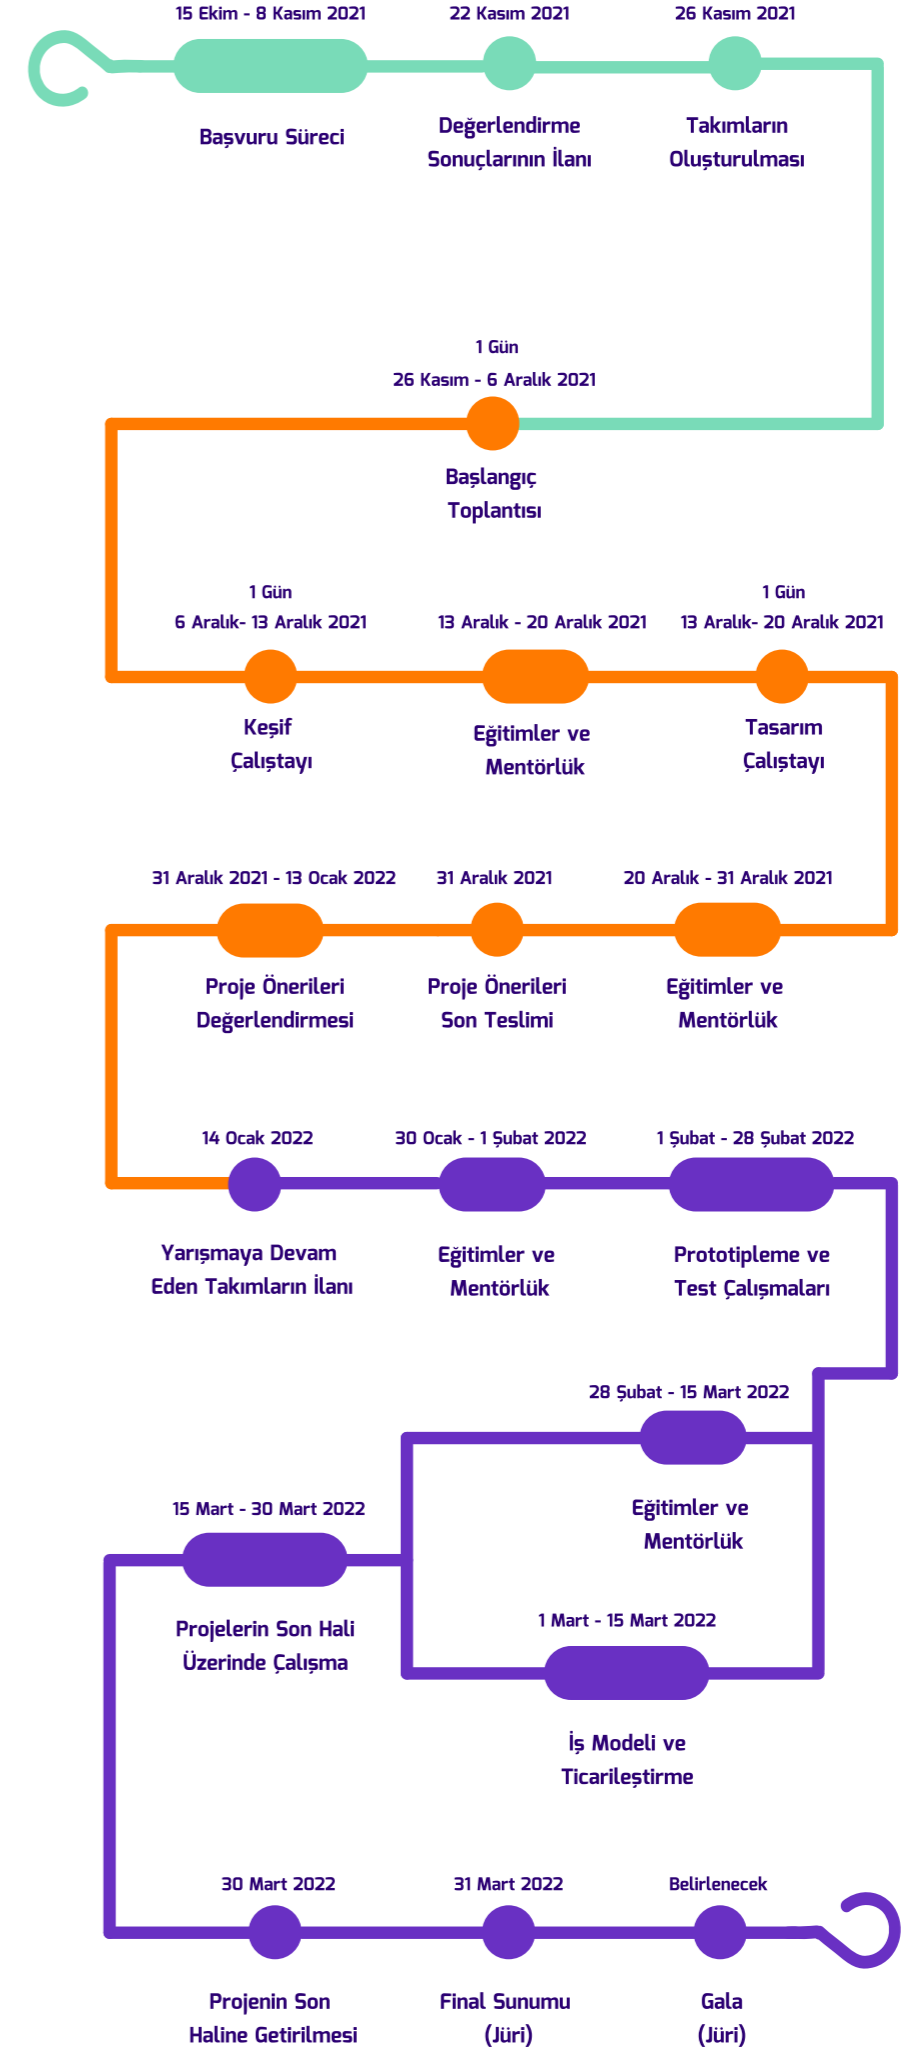 15 Ekim - 8 Kasım 2021
Başvuru Süreci
22 Kasım 2021
Değerlendirme
Sonuçlarının İlanı
26 Kasım 2021
Takımların
Oluşturulması
1 Gün
26 Kasım - 6 Aralık 2021
Başlangıç
Toplantısı
1 Gün
6 Aralık- 13 Aralık 2021
Keşif
Çalıştayı
13 Aralık - 20 Aralık 2021
Eğitimler ve
Mentörlük
1 Gün
13 Aralık- 20 Aralık 2021
Tasarım
Çalıştayı
20 Aralık - 31 Aralık 2021
Eğitimler ve
Mentörlük
31 Aralık 2021
Proje Önerileri
Son Teslimi
31 Aralık 2021 - 13 Ocak 2022
Proje Önerileri
Değerlendirmesi
14 Ocak 2022
Yarışmaya Devam
Eden Takımların İlanı
30 Ocak - 1 Şubat 2022
Eğitimler ve
Mentörlük
1 Şubat - 28 Şubat 2022
Prototipleme ve
Test Çalışmaları
28 Şubat - 15 Mart 2022
Eğitimler ve
Mentörlük
1 Mart - 15 Mart 2022
İş Modeli ve
Ticarileştirme
15 Mart - 30 Mart 2022
Projelerin Son Hali
Üzerinde Çalışma
30 Mart 2022
Projenin Son
Haline Getirilmesi
31 Mart 2022
Final Sunumu
(Jüri)
Belirlenecek
Gala
(Jüri)